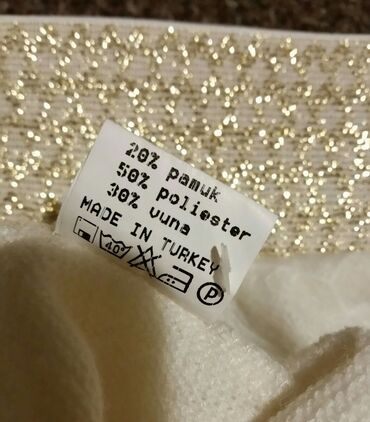 20% pamuk
50% poliester
30% vuna
MADE IN TURKEY
40° P